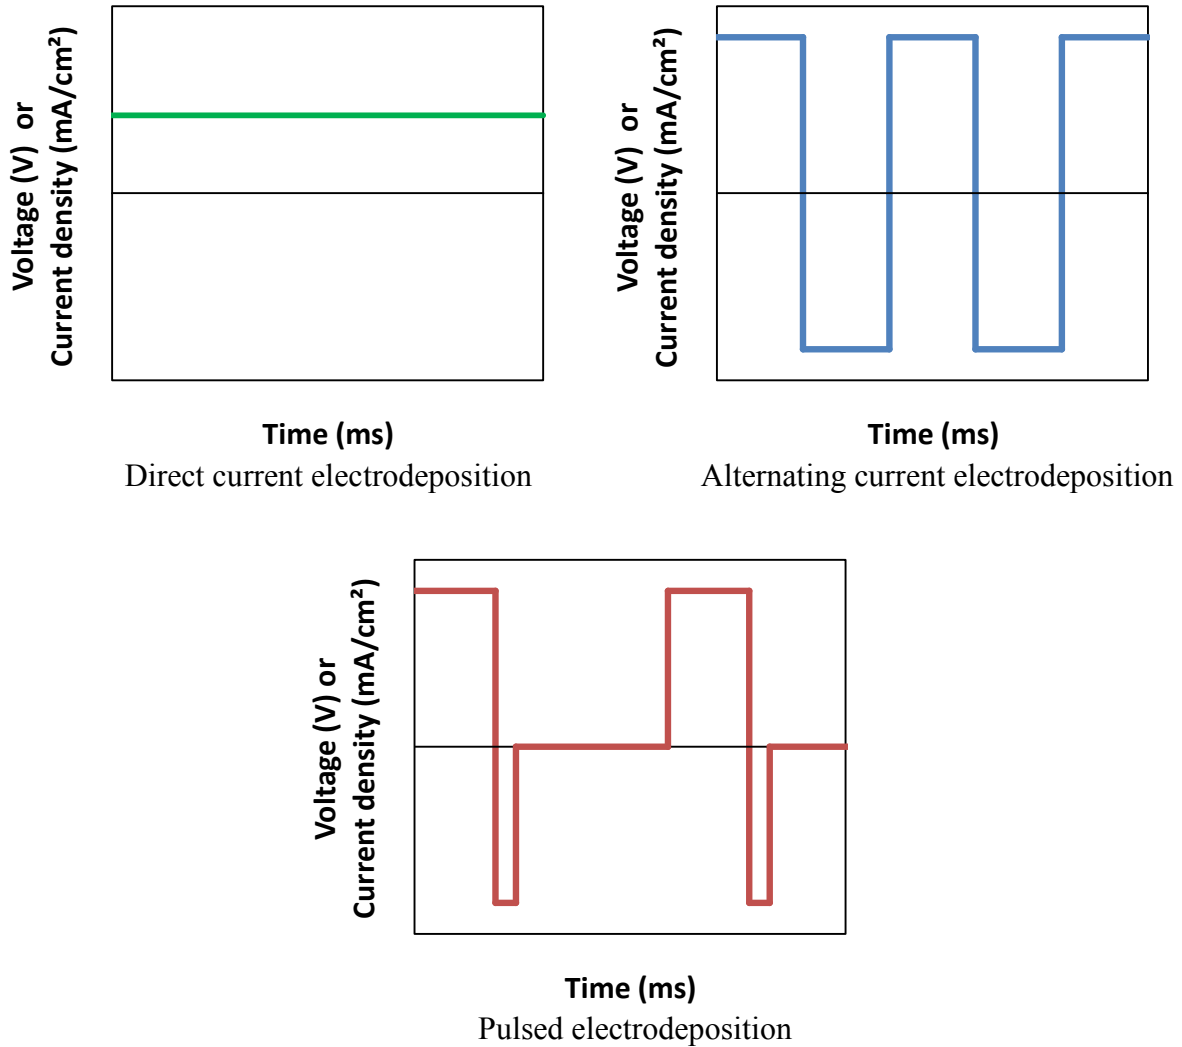 Voltage (V)  or
Current density (mA/cm²)
Time (ms)
Direct current electrodeposition
Voltage (V)  or
Current density (mA/cm²)
Time (ms)
Alternating current electrodeposition
Voltage (V) or
Current density (mA/cm²)
Time (ms)
Pulsed electrodeposition